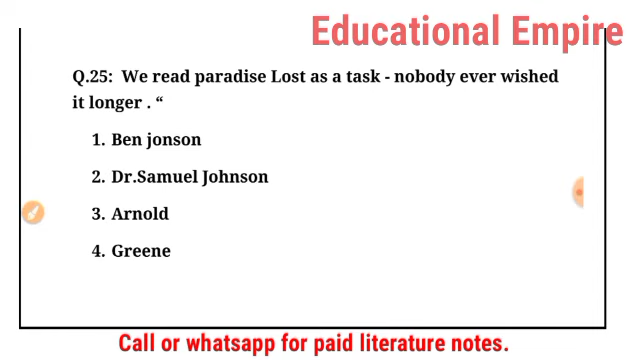 Educational Empire
Q.25: We read paradise Lost as a task - nobody ever wished
it longer . “
1. Ben jonson
2. Dr.Samuel Johnson
3. Arnold
4. Greene
Call or whatsapp for paid literature notes.